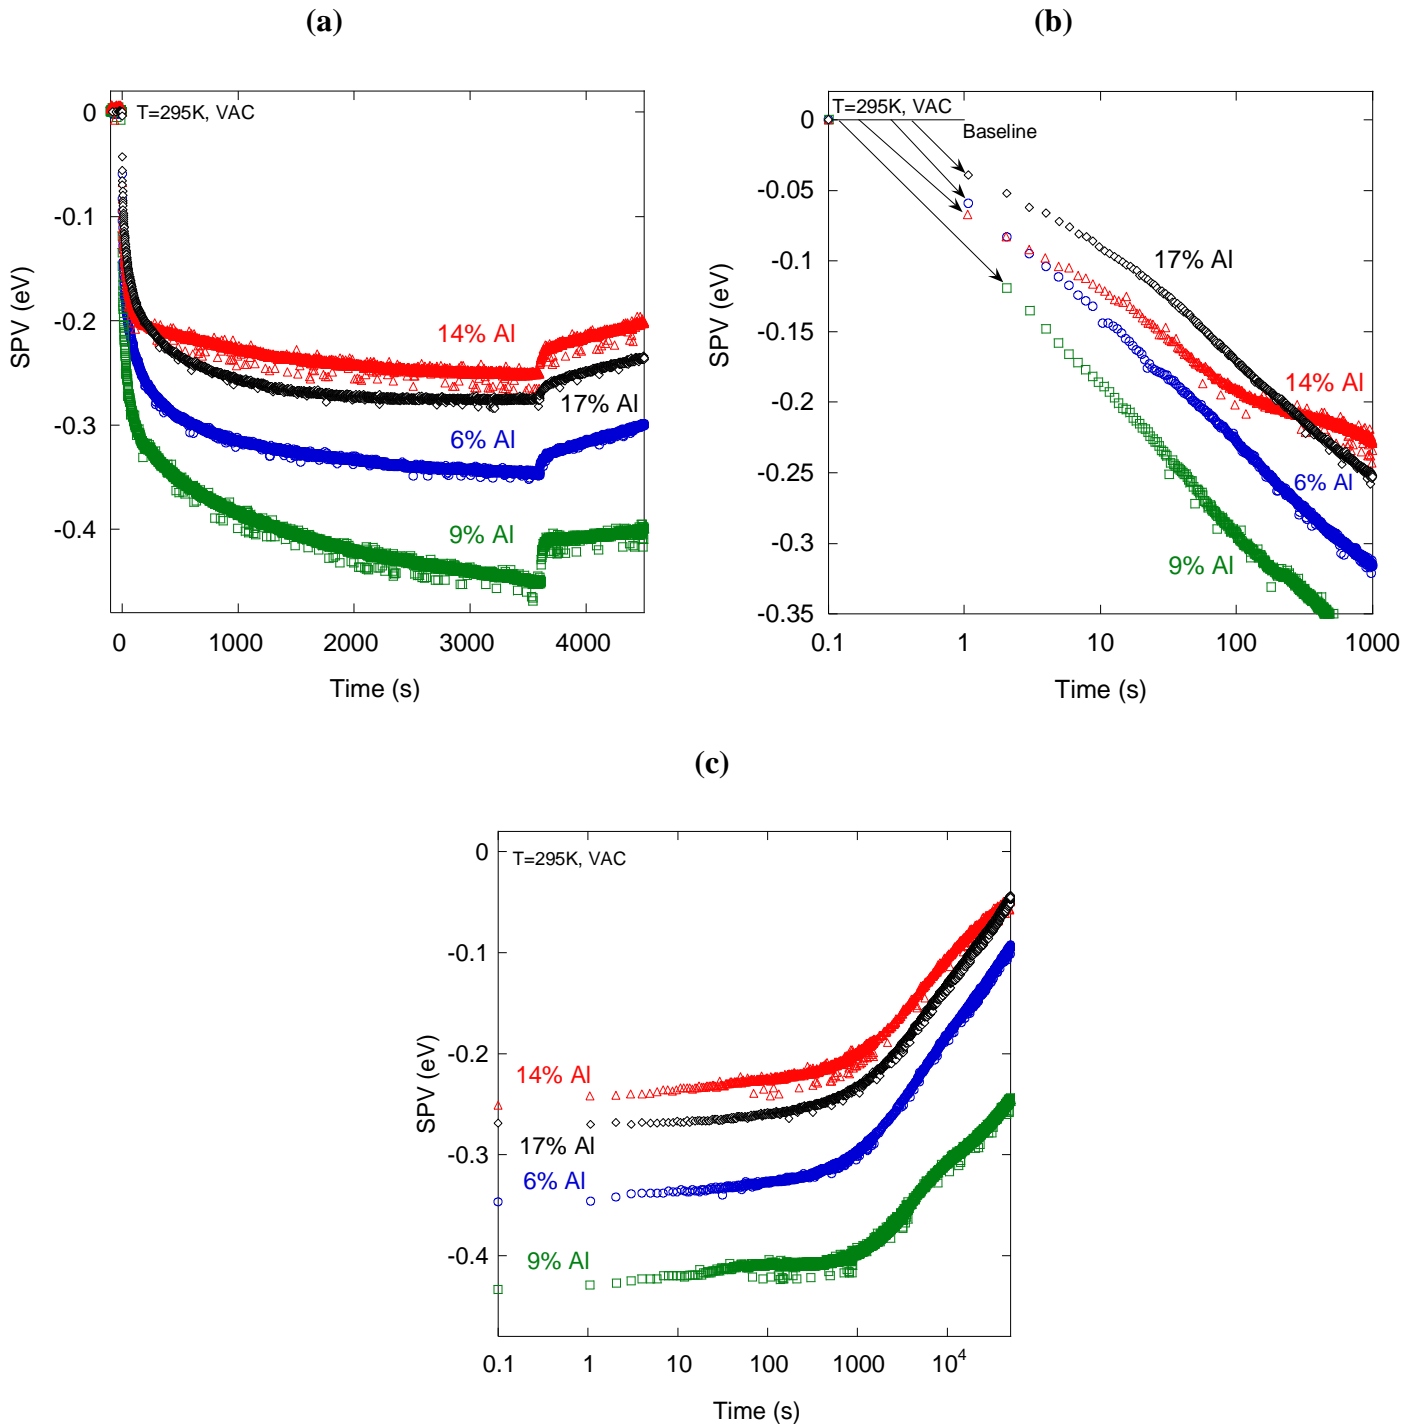 (a)
T=295K, VAC
0
-0.1
-0.2
-0.3
-0.4
SPV (eV)
14% Al
17% Al
6% Al
9% Al
0
1000
2000
3000
4000
Time (s)
(b)
T=295K, VAC
Baseline
0
-0.05
-0.1
-0.15
-0.2
-0.25
-0.3
-0.35
SPV (eV)
17% Al
14% Al
6% Al
9% Al
0.1
1
10
100
1000
Time (s)
(c)
T=295K, VAC
0
-0.1
-0.2
-0.3
-0.4
SPV (eV)
14% Al
17% Al
6% Al
9% Al
0.1
1
10
100
1000
10⁴
Time (s)